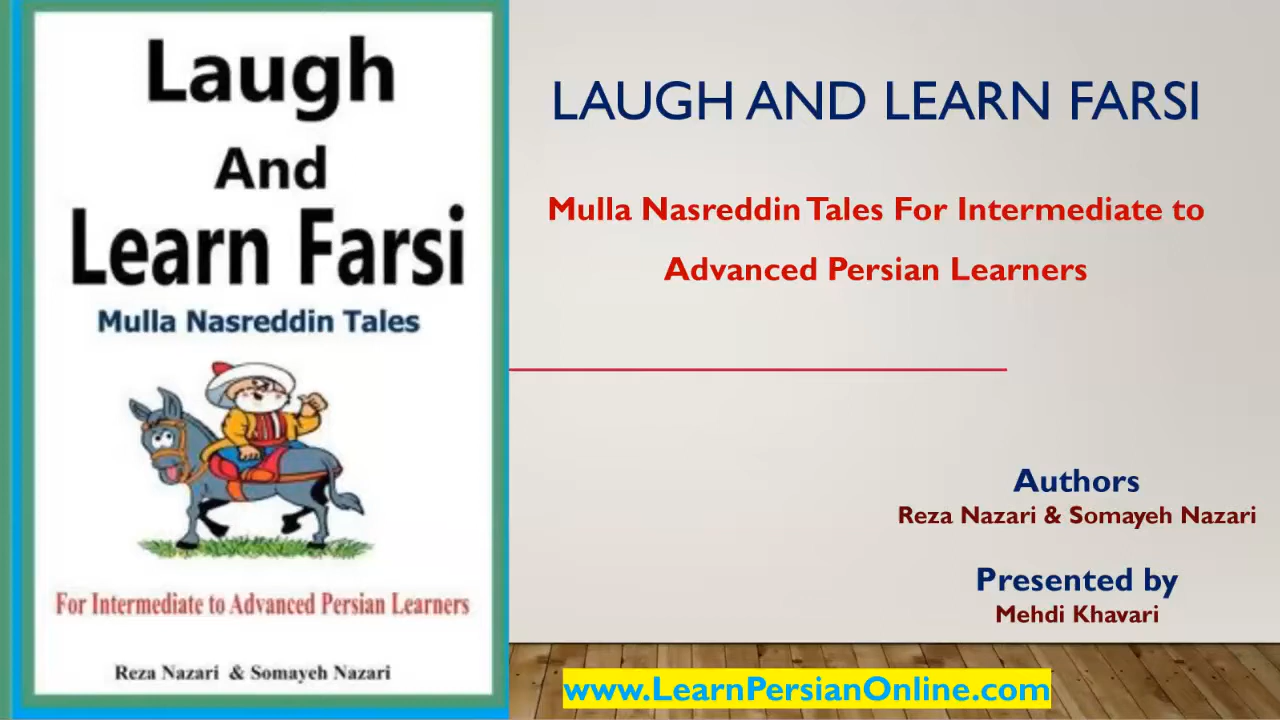 Laugh
And
Learn Farsi
Mulla Nasreddin Tales
For Intermediate to Advanced Persian Learners
Reza Nazari & Somayeh Nazari
LAUGH AND LEARN FARSI
Mulla Nasreddin Tales For Intermediate to
Advanced Persian Learners
Authors
Reza Nazari & Somayeh Nazari
Presented by
Mehdi Khavari
www.LearnPersianOnline.com